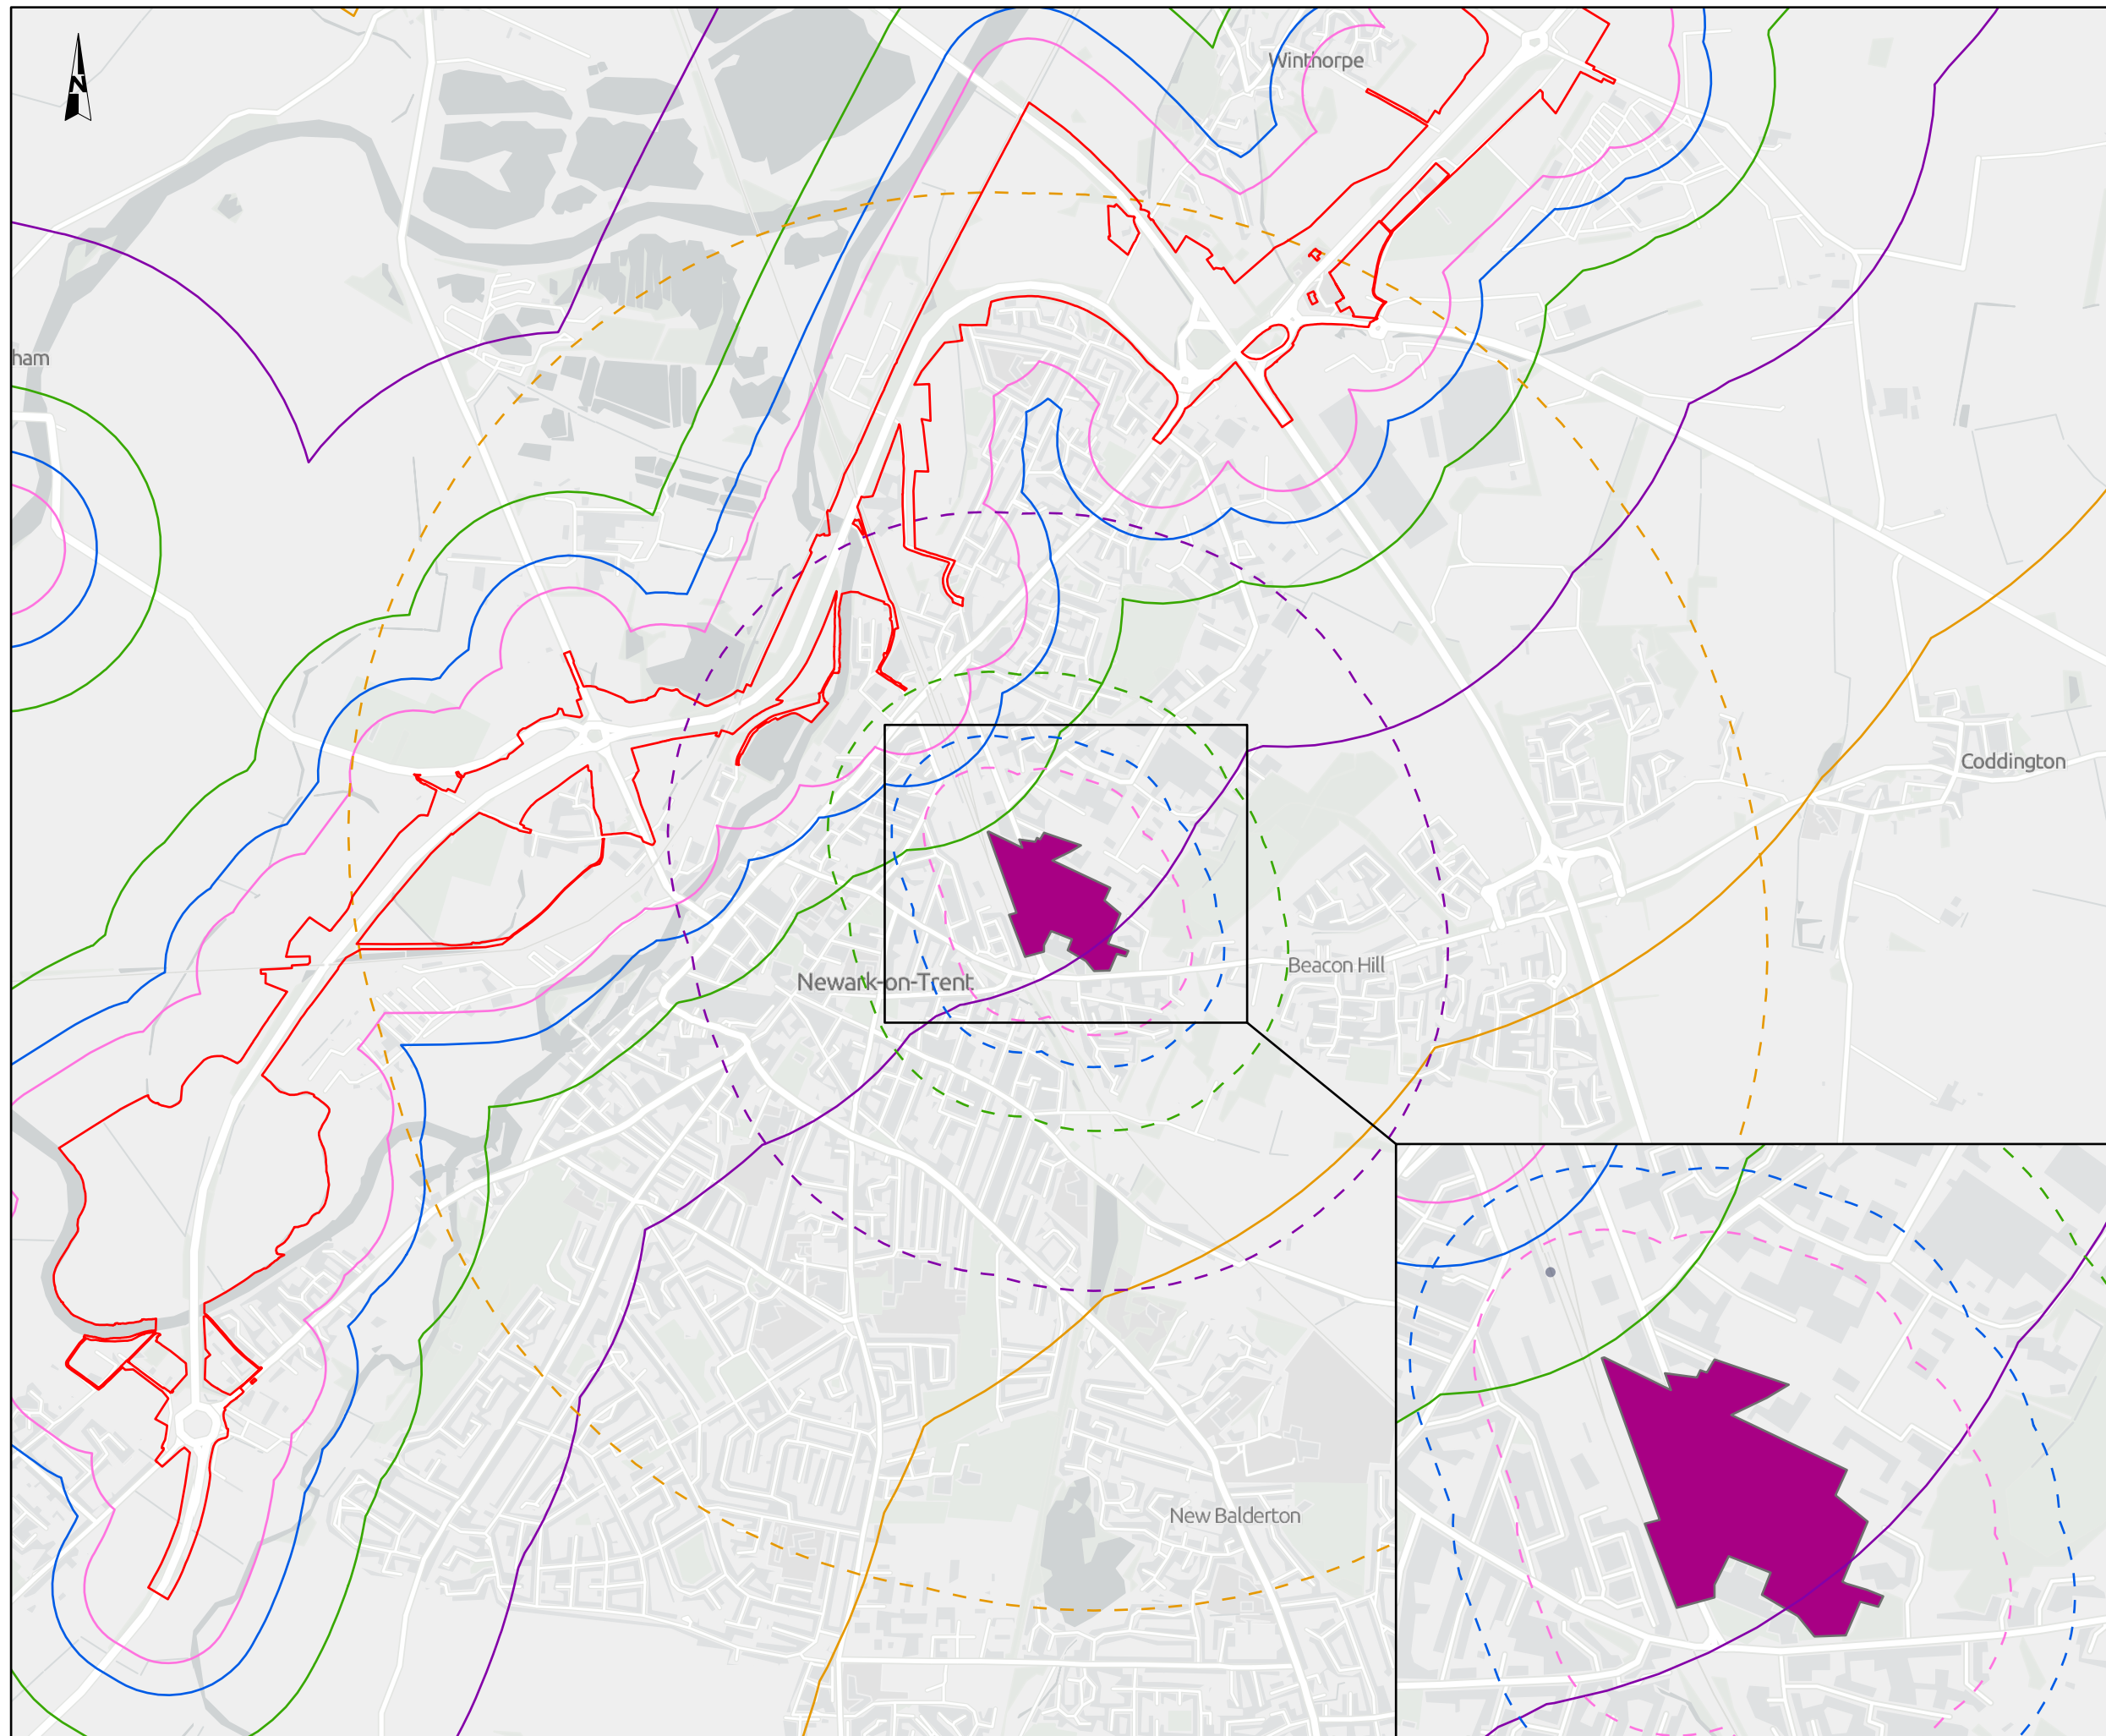 N
Winthorpe
ham
Coddington
Beacon Hill
Newark-on-Trent
New Balderton